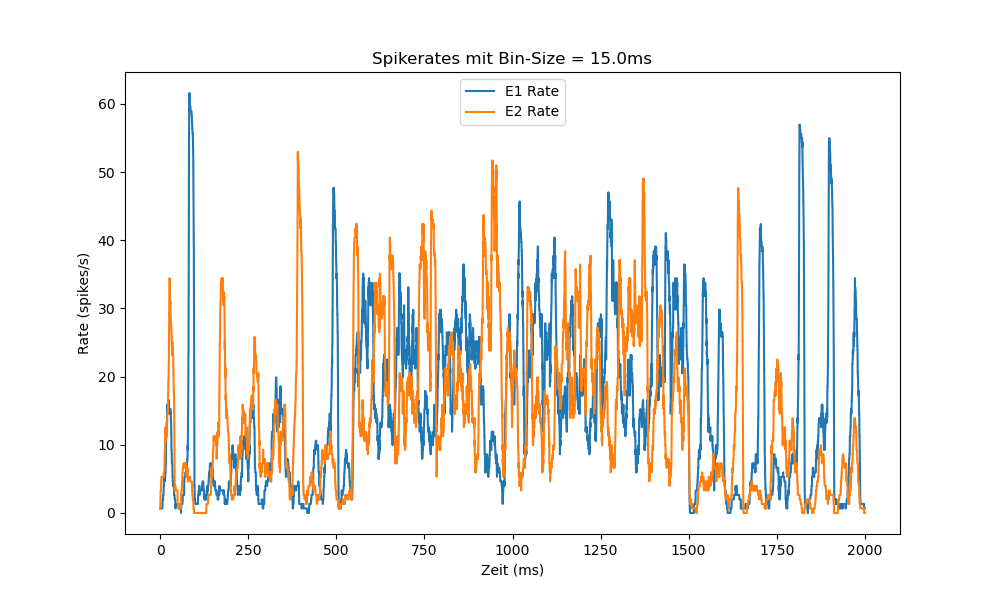 Spikerates mit Bin-Size = 15.0ms
E1 Rate
E2 Rate
60
50
40
30
20
10
0
Rate (spikes/s)
0 250 500 750 1000 1250 1500 1750 2000
Zeit (ms)